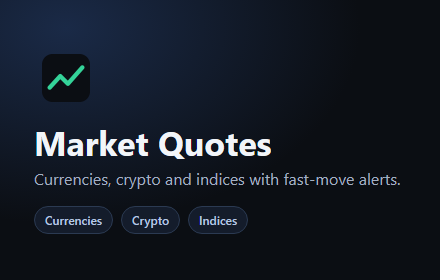 Market Quotes
Currencies, crypto and indices with fast-move alerts.
Currencies Crypto Indices